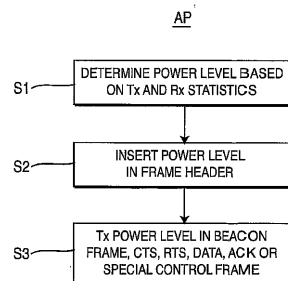 AP
S1
DETERMINE POWER LEVEL BASED
ON Tx AND Rx STATISTICS
S2
INSERT POWER LEVEL
IN FRAME HEADER
S3
Tx POWER LEVEL IN BEACON
FRAME, CTS, RTS, DATA, ACK OR
SPECIAL CONTROL FRAME